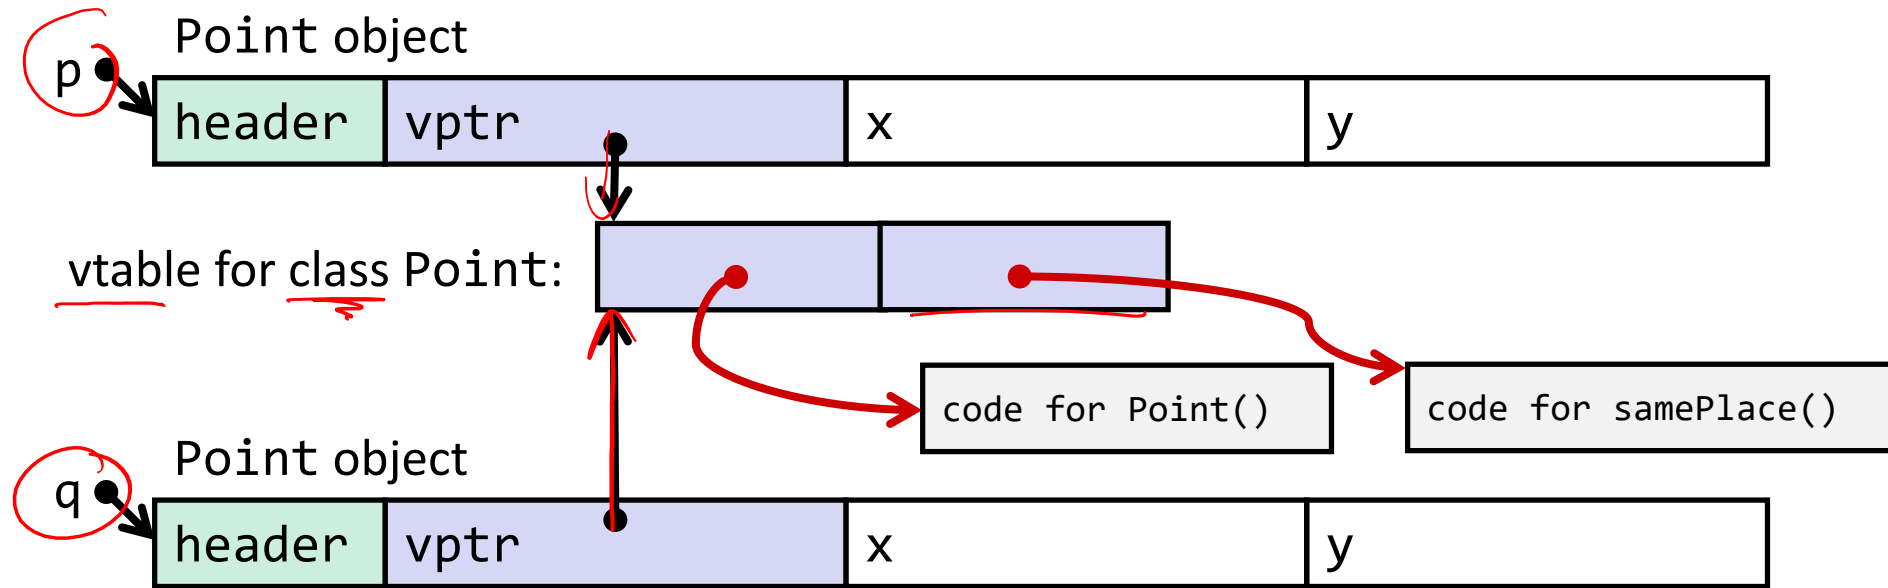 Point object
p
header vptr x y
vtable for class Point:
code for Point() code for samePlace()
Point object
q
header vptr x y